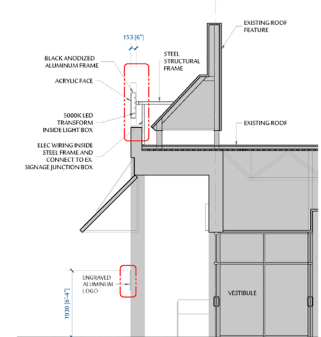 EXISTING ROOF
FEATURE
153 [6"]
STEEL
STRUCTURAL
FRAME
BLACK ANODIZED
ALUMINUM FRAME
ACRYLIC FACE
5000K LED
TRANSFORM
INSIDE LIGHT BOX
EXISTING ROOF
ELEC WIRING INSIDE
STEEL FRAME AND
CONNECT TO EX.
SIGNAGE JUNCTION BOX
ENGRAVED
ALUMINUM
LOGO
VESTIBULE
1930 [6'-4"]